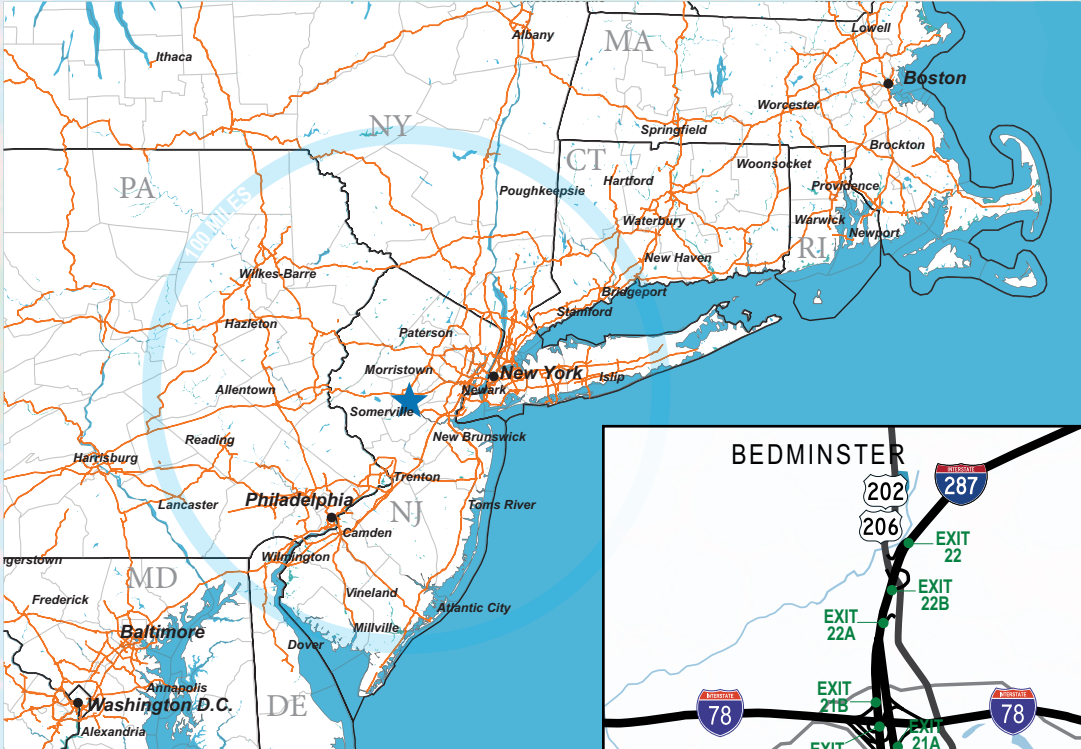 Albany
MA
Lowell
Ithaca
Boston
Worcester
NY
Springfield
Brockton
CT
Woonsocket
PA
Hartford
Providence
Poughkeepsie
100 MILES
Waterbury
Warwick
Newport
RI
New Haven
Wilkes-Barre
Bridgeport
Stamford
Hazleton
Paterson
Morristown
New York
Islip
Allentown
Newark
Somerville
Reading
New Brunswick
Harrisburg
Trenton
Philadelphia
Lancaster
NJ
Toms River
Camden
gerstown
Wilmington
MD
Frederick
Vineland
Atlantic City
Baltimore
Millville
Dover
Annapolis
DE
Washington D.C.
Alexandria
BEDMINSTER
202
INTERSTATE
287
206
EXIT
22
EXIT
22B
EXIT
22A
EXIT
21B
INTERSTATE
78
INTERSTATE
78
EXIT
21A
EXIT